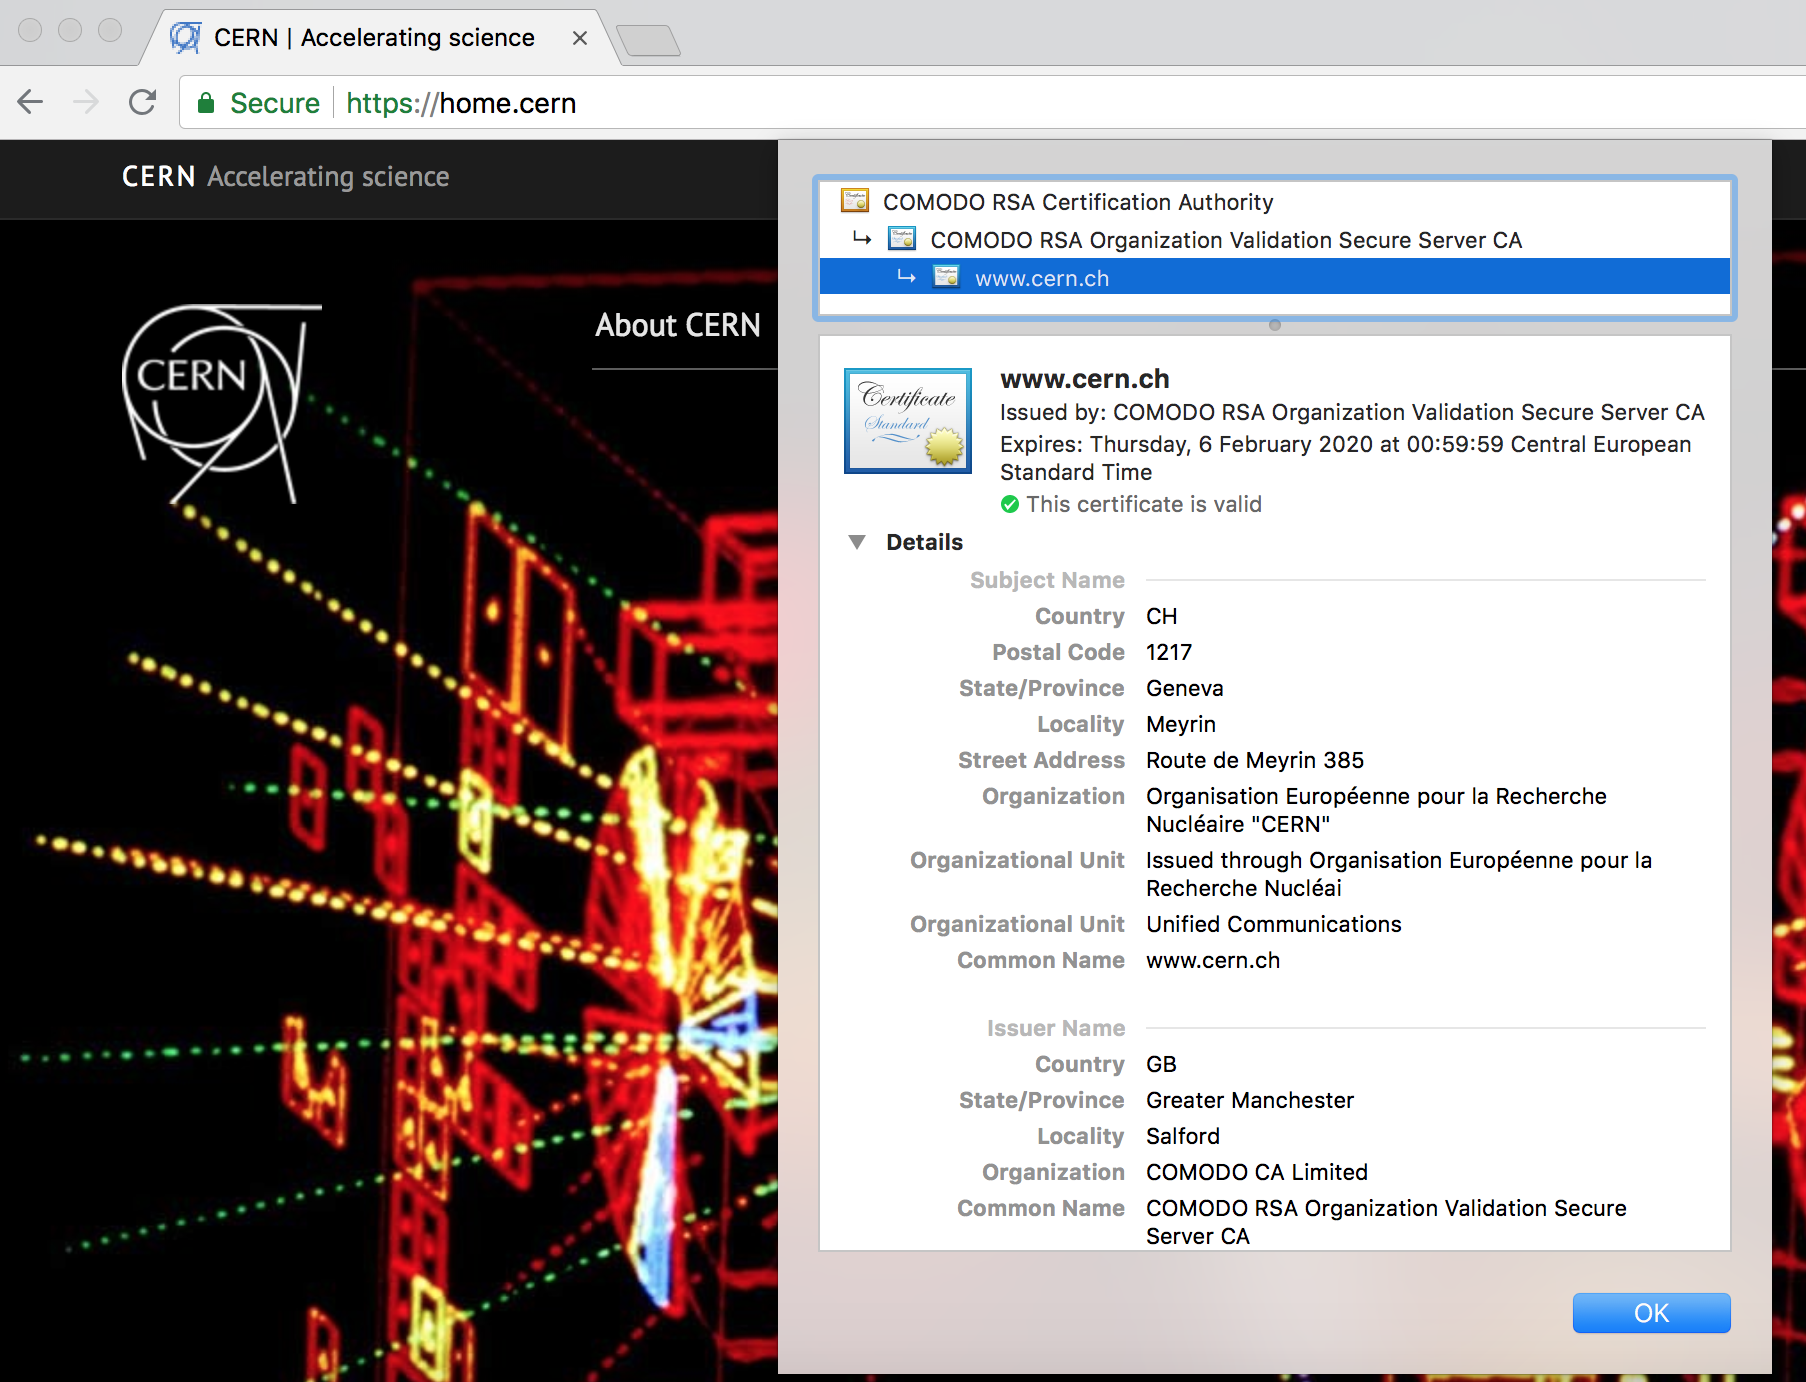 CERN | Accelerating science
Secure
https://home.cern
CERN Accelerating science
CERN
About CERN
COMODO RSA Certification Authority
COMODO RSA Organization Validation Secure Server CA
www.cern.ch
Certificate
Standard
www.cern.ch
Issued by: COMODO RSA Organization Validation Secure Server CA
Expires: Thursday, 6 February 2020 at 00:59:59 Central European
Standard Time
This certificate is valid
Details
Subject Name
Country CH
Postal Code 1217
State/Province Geneva
Locality Meyrin
Street Address Route de Meyrin 385
Organization Organisation Européenne pour la Recherche
Nucléaire "CERN"
Organizational Unit Issued through Organisation Européenne pour la
Recherche Nucléai
Organizational Unit Unified Communications
Common Name www.cern.ch
Issuer Name
Country GB
State/Province Greater Manchester
Locality Salford
Organization COMODO CA Limited
Common Name COMODO RSA Organization Validation Secure
Server CA
OK